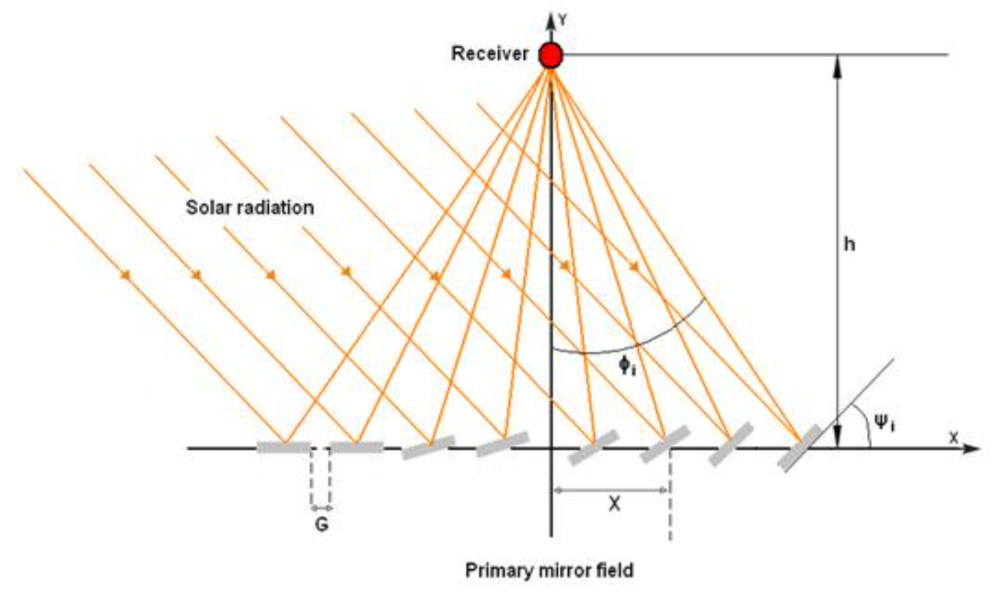 Y
Receiver
Solar radiation
h
ϕi
ψi
X
X
G
Primary mirror field